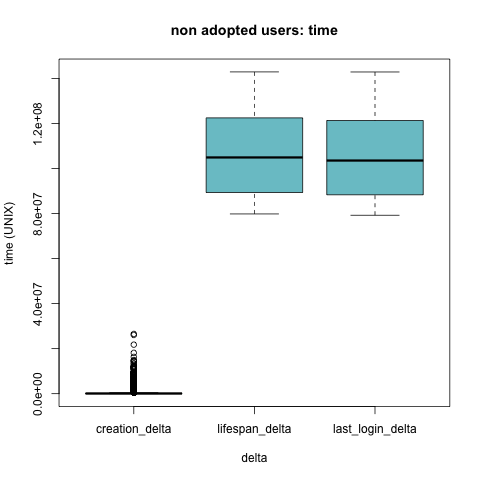 non adopted users: time
time (UNIX)
1.2e+08
8.0e+07
4.0e+07
0.0e+00
creation_delta lifespan_delta last_login_delta
delta